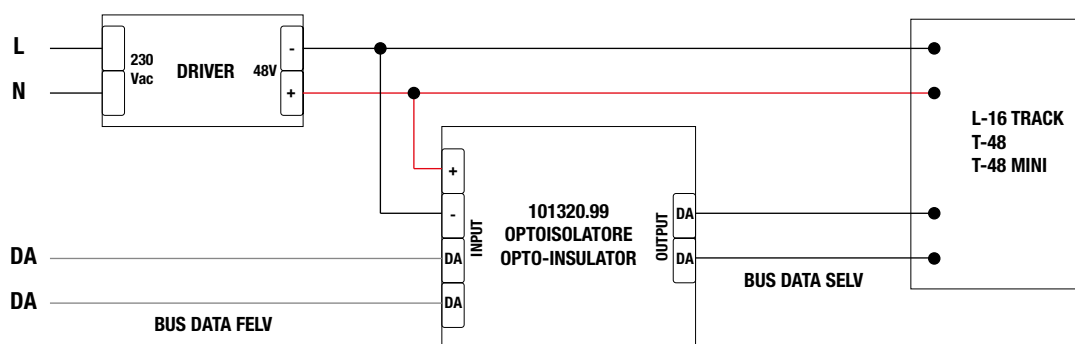 L
N
230
Vac
DRIVER
48V
-
+
L-16 TRACK
T-48
T-48 MINI
+
-
DA
DA
INPUT
101320.99
OPTOISOLATORE
OPTO-INSULATOR
OUTPUT
DA
DA
DA
DA
BUS DATA FELV
BUS DATA SELV